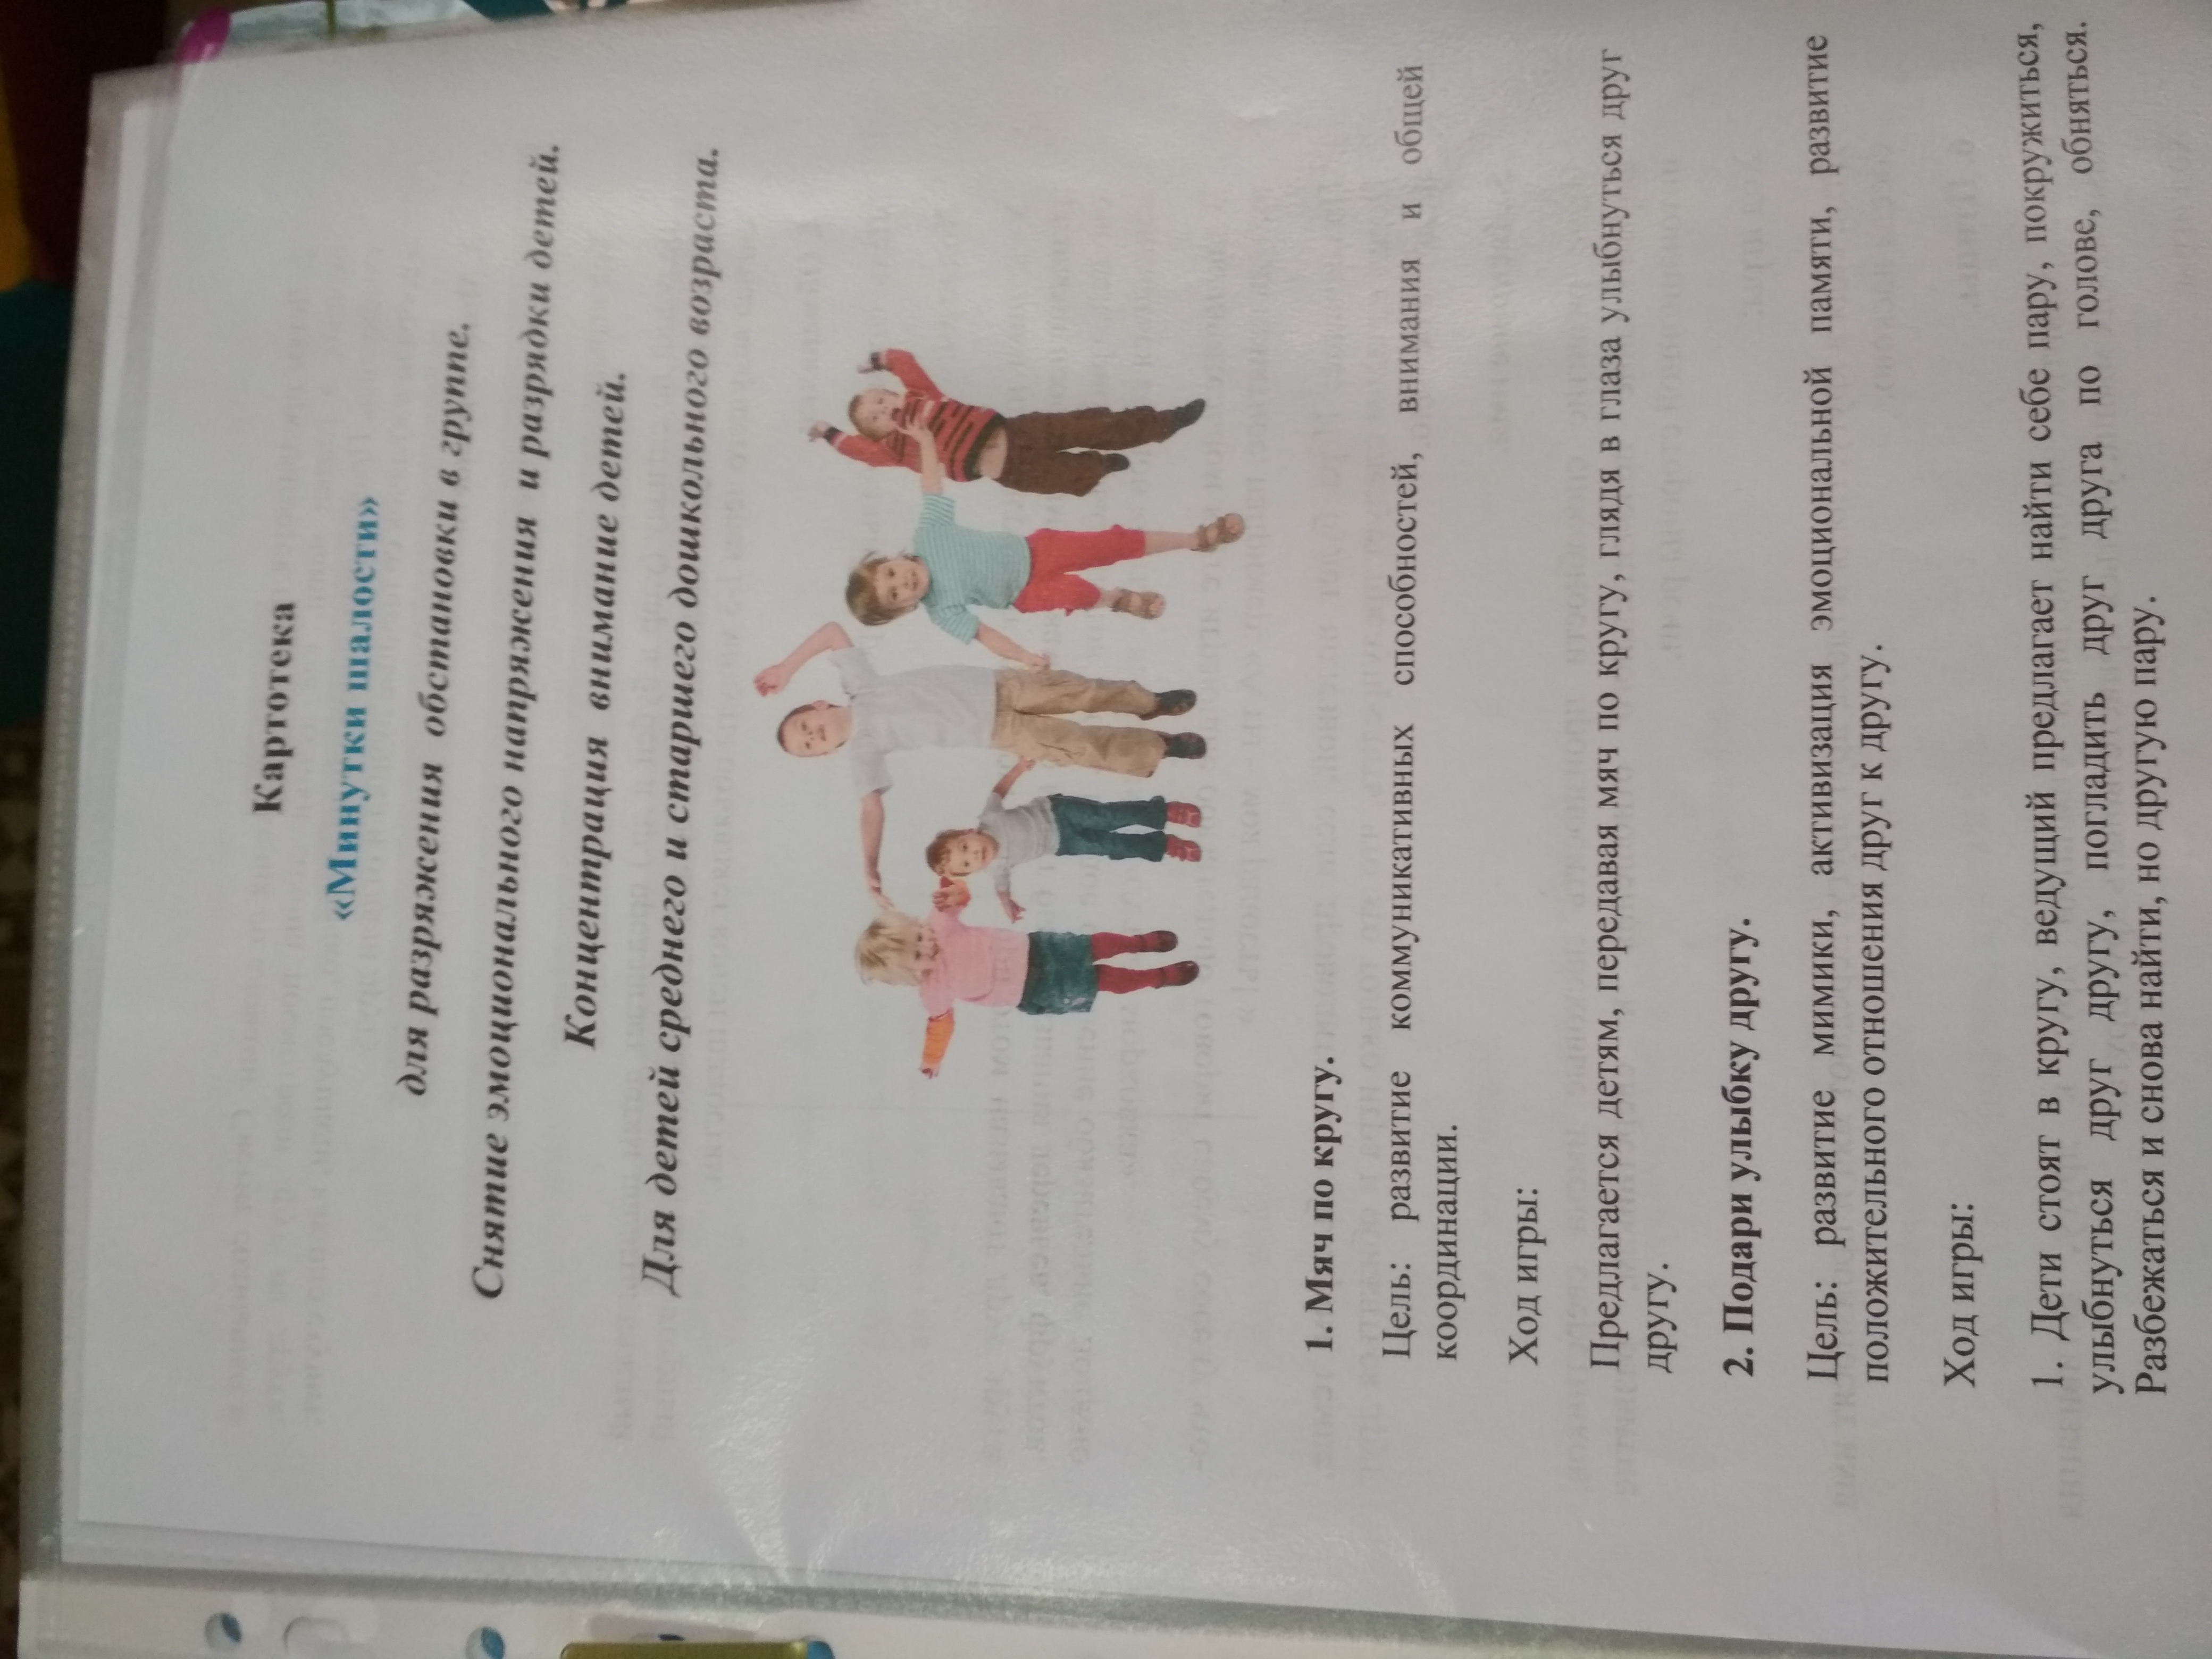 Картотека
«Минутки шалости»
для разряжения обстановки в группе.
Снятие эмоционального напряжения и разрядки детей.
Концентрация внимание детей.
Для детей среднего и старшего дошкольного возраста.
1. Мяч по кругу.
Цель: развитие коммуникативных способностей, внимания и общей
координации.
Ход игры:
Предлагается детям, передавая мяч по кругу, глядя в глаза улыбнуться друг
другу.
2. Подари улыбку другу.
Цель: развитие мимики, активизация эмоциональной памяти, развитие
положительного отношения друг к другу.
Ход игры:
1. Дети стоят в кругу, ведущий предлагает найти себе пару, покружиться,
улыбнуться друг другу, погладить друг друга по голове, обняться.
Разбежаться и снова найти, но другую пару.